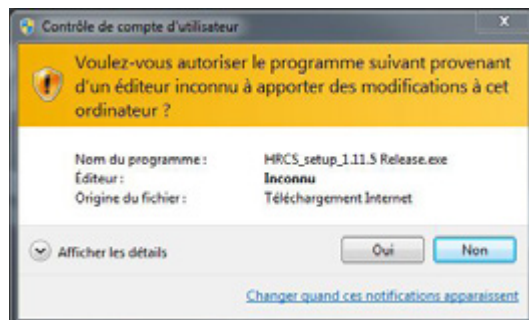 Contrôle de compte d'utilisateur
Voulez-vous autoriser le programme suivant provenant
d'un éditeur inconnu à apporter des modifications à cet
ordinateur ?
Nom du programme : HRCS_setup_1.11.5 Release.exe
Éditeur : Inconnu
Origine du fichier : Téléchargement Internet
Afficher les détails Oui Non
Changer quand ces notifications apparaissent